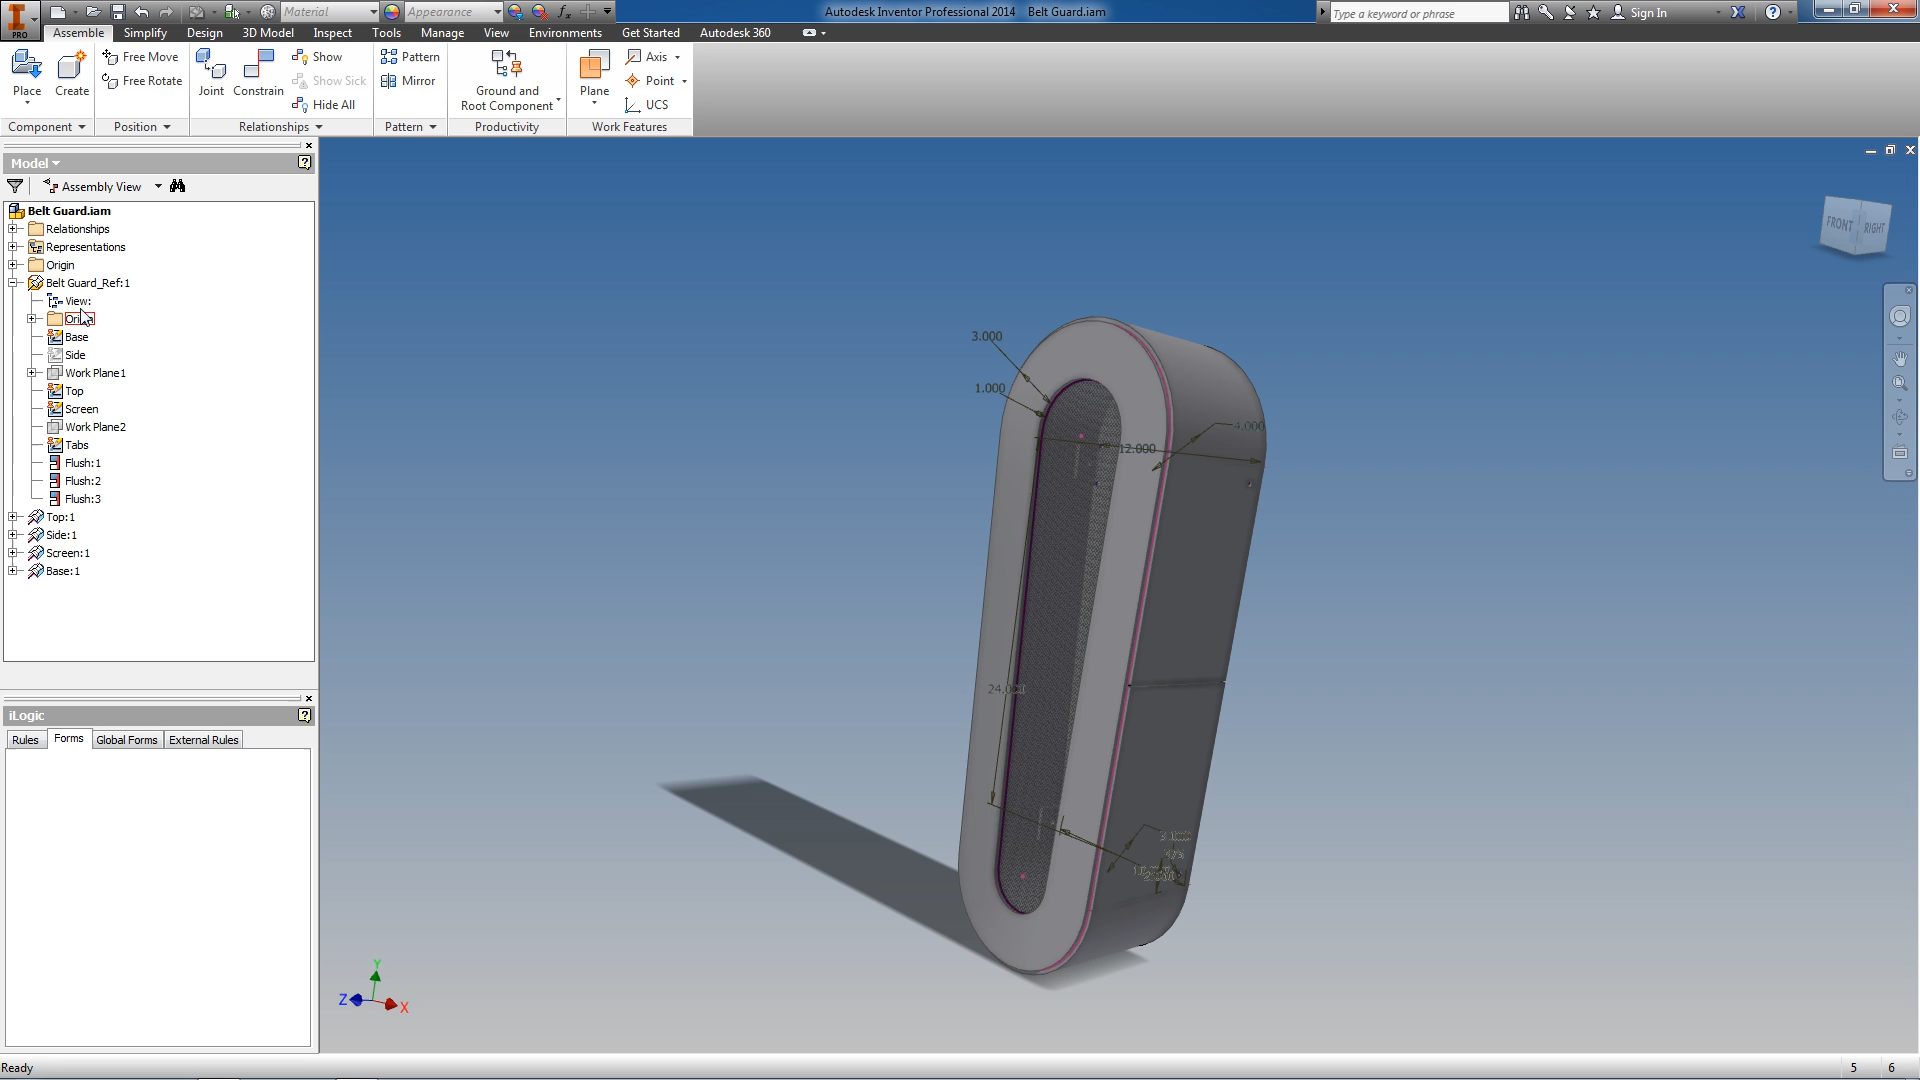 PRO
Material
Appearance
Autodesk Inventor Professional 2014 Belt Guard.iam
Type a keyword or phrase
Sign In
Assemble Simplify Design 3D Model Inspect Tools Manage View Environments Get Started Autodesk 360
Place
Create
Free Move
Free Rotate
Joint
Constrain
Show
Show Sick
Hide All
Pattern
Mirror
Ground and
Root Component
Plane
Axis
Point
UCS
Component Position Relationships Pattern Productivity Work Features
Model
Assembly View
Belt Guard.iam
Relationships
Representations
Origin
Belt Guard_Ref:1
View:
Base
Side
Work Plane1
Top
Screen
Work Plane2
Tabs
Flush:1
Flush:2
Flush:3
Top:1
Side:1
Screen:1
Base:1
iLogic
Rules Forms Global Forms External Rules
FRONT RIGHT
3.000
1.000
4.000
12.000
Y
Z
X
Ready
5 6